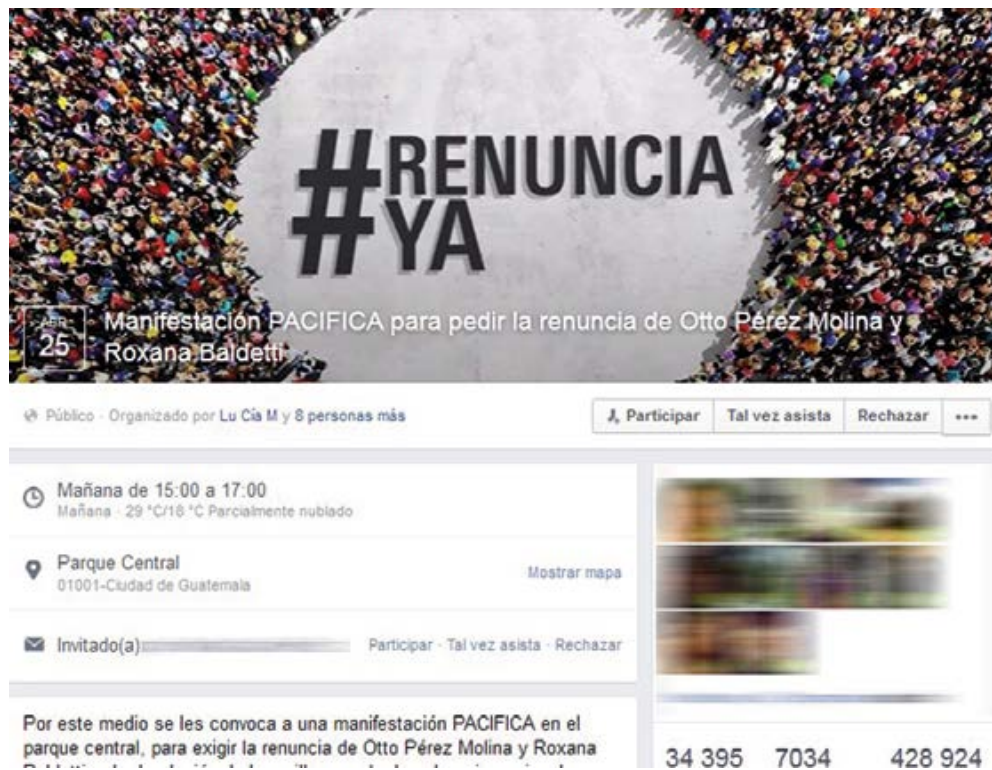 #RENUNCIA
#YA
ABR
25
Manifestación PACIFICA para pedir la renuncia de Otto Pérez Molina y
Roxana Baldetti
Público · Organizado por Lu Cía M y 8 personas más
Participar
Tal vez asista
Rechazar
Mañana de 15:00 a 17:00
Mañana · 29 °C/18 °C Parcialmente nublado
Parque Central
01001-Ciudad de Guatemala
Mostrar mapa
Invitado(a)
Participar · Tal vez asista · Rechazar
Por este medio se les convoca a una manifestación PACIFICA en el
parque central, para exigir la renuncia de Otto Pérez Molina y Roxana
34 395
7034
428 924